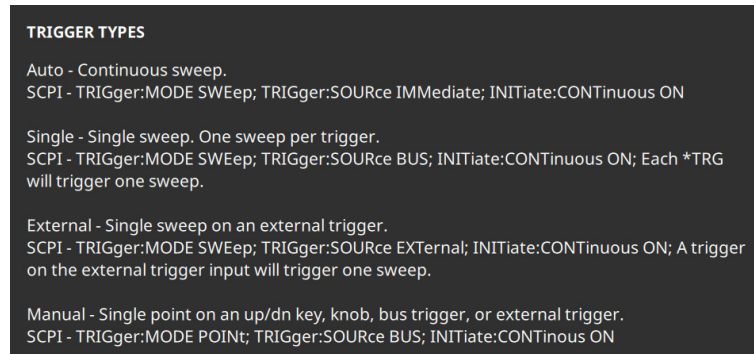 TRIGGER TYPES
Auto - Continuous sweep.
SCPI - TRIGger:MODE SWEep; TRIGger:SOURce IMMediate; INITiate:CONTinuous ON
Single - Single sweep. One sweep per trigger.
SCPI - TRIGger:MODE SWEep; TRIGger:SOURce BUS; INITiate:CONTinuous ON; Each *TRG
will trigger one sweep.
External - Single sweep on an external trigger.
SCPI - TRIGger:MODE SWEep; TRIGger:SOURce EXTernal; INITiate:CONTinuous ON; A trigger
on the external trigger input will trigger one sweep.
Manual - Single point on an up/dn key, knob, bus trigger, or external trigger.
SCPI - TRIGger:MODE POINt; TRIGger:SOURce BUS; INITiate:CONTinous ON